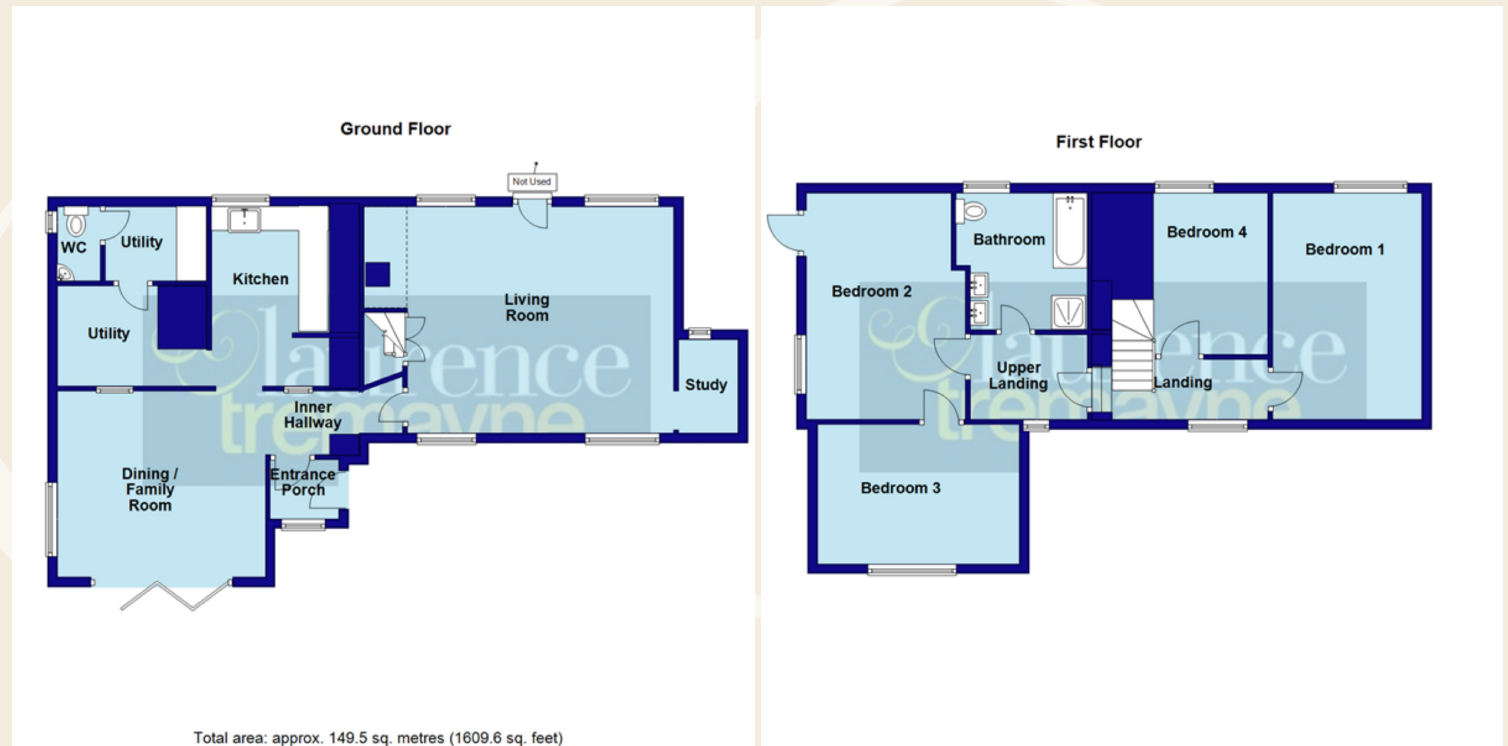 Ground Floor
Not Used
WC
Utility
Kitchen
Utility
Living
Room
Study
Inner
Hallway
Dining /
Family
Room
Entrance
Porch
laurence
tremayne
Total area: approx. 149.5 sq. metres (1609.6 sq. feet)
First Floor
Bathroom
Bedroom 4
Bedroom 1
Bedroom 2
Upper
Landing
Landing
Bedroom 3
laurence
tremayne